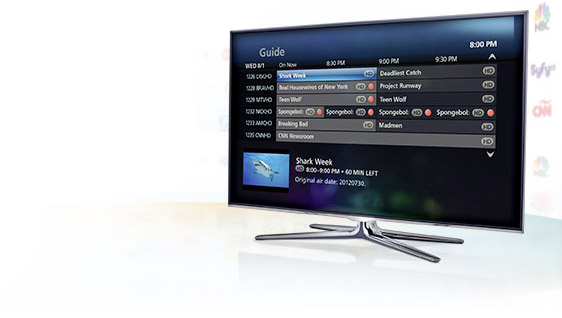 Guide
8:00 PM
WED 8/1 On Now 8:30 PM 9:00 PM 9:30 PM
1226 DISCHD Shark Week HD Deadliest Catch HD
1228 BRAVHD Real Housewives of New York HD Project Runway HD
1229 MTVHD Teen Wolf HD Teen Wolf HD
1232 NICKHD Spongebob HD Spongebob HD Spongebob HD Spongebob HD
1233 AMCHD Breaking Bad HD Madmen HD
1235 CNNHD CNN Newsroom HD
Shark Week
HD 8:00–9:00 PM • 60 MIN LEFT
Original air date: 20120730.
Syfy
CNN